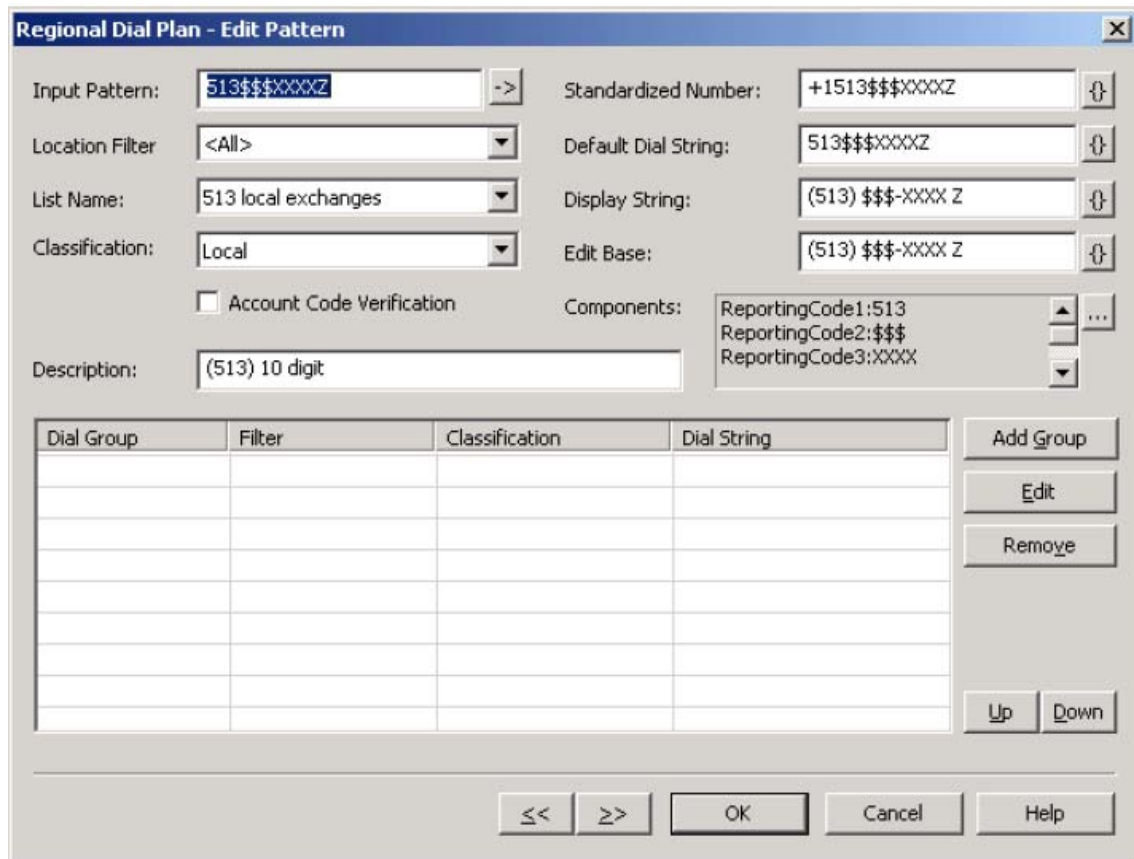 Regional Dial Plan - Edit Pattern
Input Pattern: 513$$$XXXXZ -> Standardized Number: +1513$$$XXXXZ {}
Location Filter <All> Default Dial String: 513$$$XXXXZ {}
List Name: 513 local exchanges Display String: (513) $$$-XXXX Z {}
Classification: Local Edit Base: (513) $$$-XXXX Z {}
Account Code Verification Components: ReportingCode1:513 ...
ReportingCode2:$$$
ReportingCode3:XXXX
Description: (513) 10 digit
Dial Group Filter Classification Dial String Add Group
Edit
Remove
Up Down
<< >> OK Cancel Help